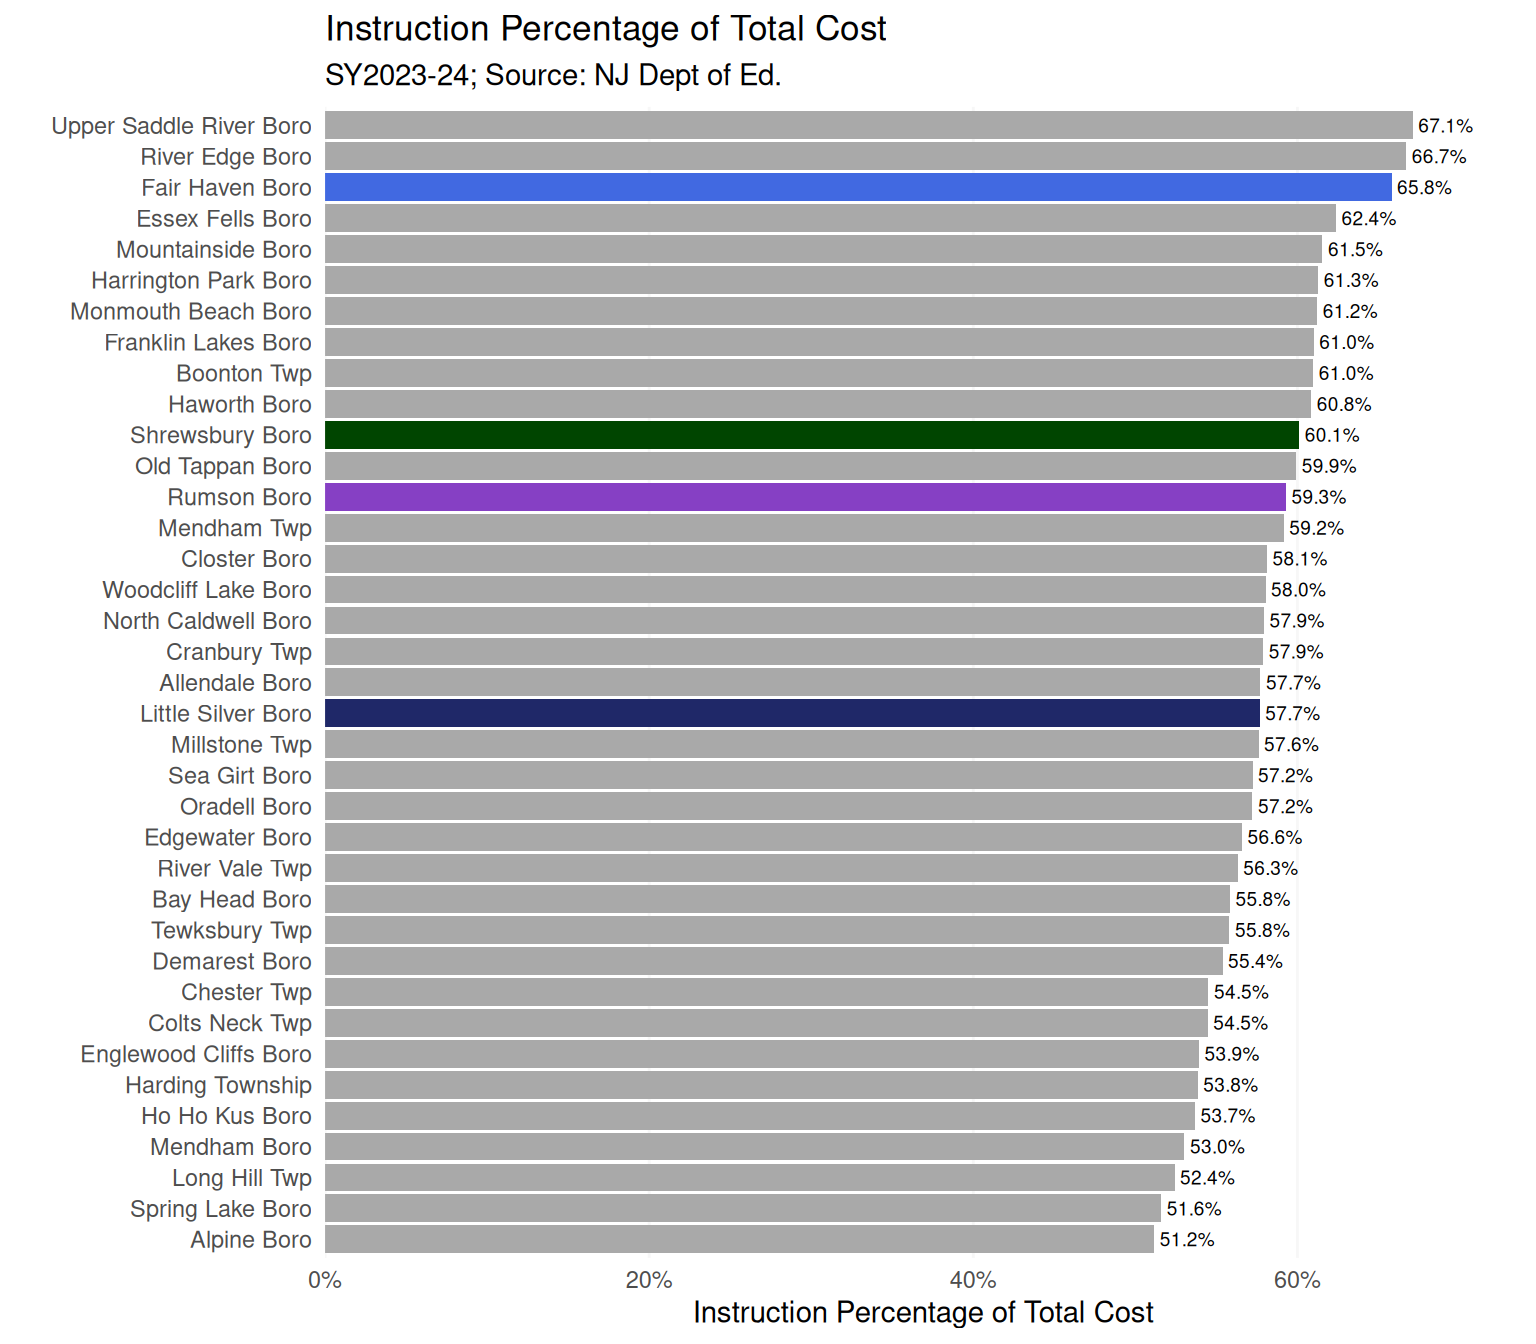 Instruction Percentage of Total Cost
SY2023-24; Source: NJ Dept of Ed.
Upper Saddle River Boro 67.1%
River Edge Boro 66.7%
Fair Haven Boro 65.8%
Essex Fells Boro 62.4%
Mountainside Boro 61.5%
Harrington Park Boro 61.3%
Monmouth Beach Boro 61.2%
Franklin Lakes Boro 61.0%
Boonton Twp 61.0%
Haworth Boro 60.8%
Shrewsbury Boro 60.1%
Old Tappan Boro 59.9%
Rumson Boro 59.3%
Mendham Twp 59.2%
Closter Boro 58.1%
Woodcliff Lake Boro 58.0%
North Caldwell Boro 57.9%
Cranbury Twp 57.9%
Allendale Boro 57.7%
Little Silver Boro 57.7%
Millstone Twp 57.6%
Sea Girt Boro 57.2%
Oradell Boro 57.2%
Edgewater Boro 56.6%
River Vale Twp 56.3%
Bay Head Boro 55.8%
Tewksbury Twp 55.8%
Demarest Boro 55.4%
Chester Twp 54.5%
Colts Neck Twp 54.5%
Englewood Cliffs Boro 53.9%
Harding Township 53.8%
Ho Ho Kus Boro 53.7%
Mendham Boro 53.0%
Long Hill Twp 52.4%
Spring Lake Boro 51.6%
Alpine Boro 51.2%
0% 20% 40% 60%
Instruction Percentage of Total Cost